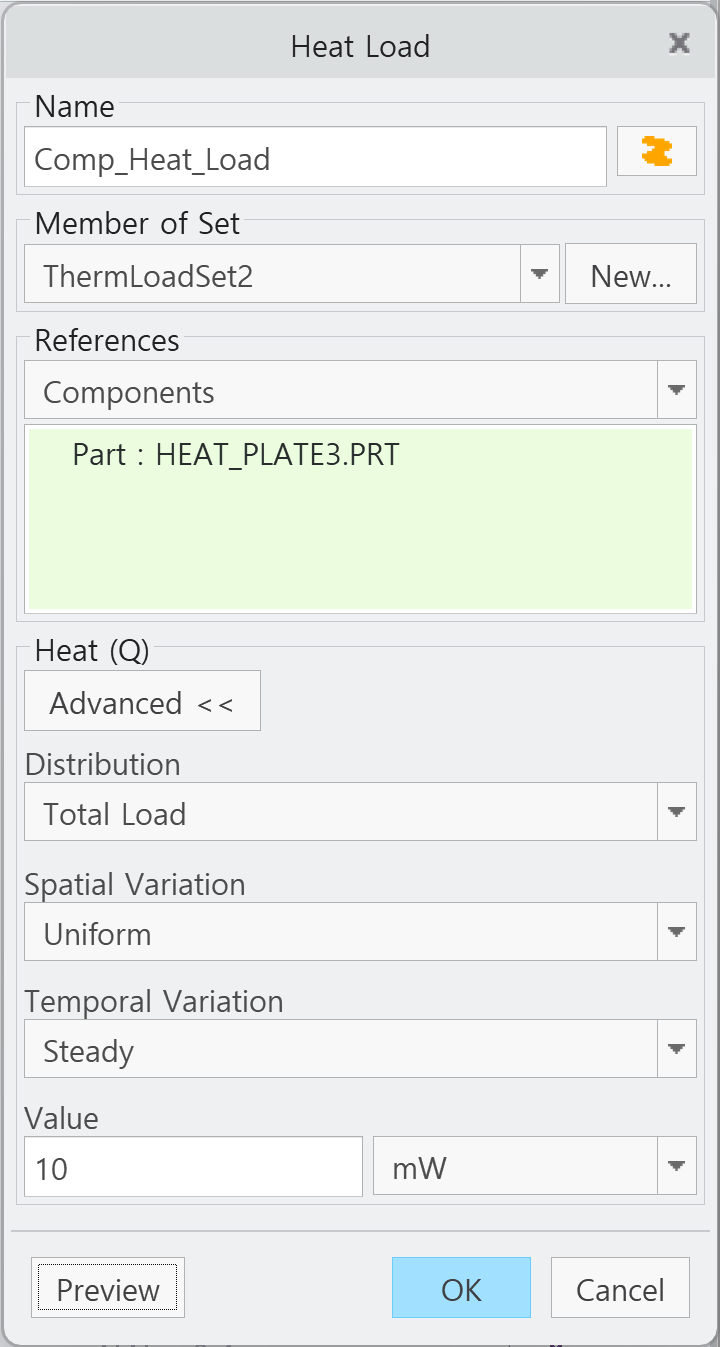 Heat Load
Name
Comp_Heat_Load
Member of Set
ThermLoadSet2
New...
References
Components
Part : HEAT_PLATE3.PRT
Heat (Q)
Advanced <<
Distribution
Total Load
Spatial Variation
Uniform
Temporal Variation
Steady
Value
10 mW
Preview OK Cancel